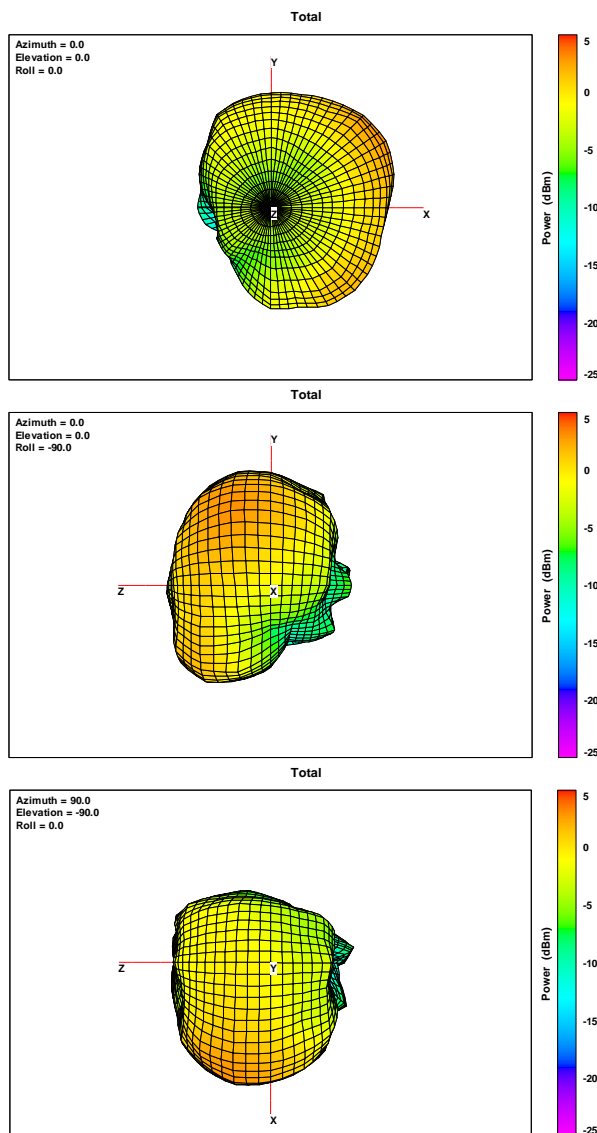 Total
Azimuth = 0.0
Elevation = 0.0
Roll = 0.0
Y
Z
X
5
0
-5
-10
-15
-20
-25
Power (dBm)
Total
Azimuth = 0.0
Elevation = 0.0
Roll = -90.0
Y
Z
X
5
0
-5
-10
-15
-20
-25
Power (dBm)
Total
Azimuth = 90.0
Elevation = -90.0
Roll = 0.0
Z
Y
X
5
0
-5
-10
-15
-20
-25
Power (dBm)